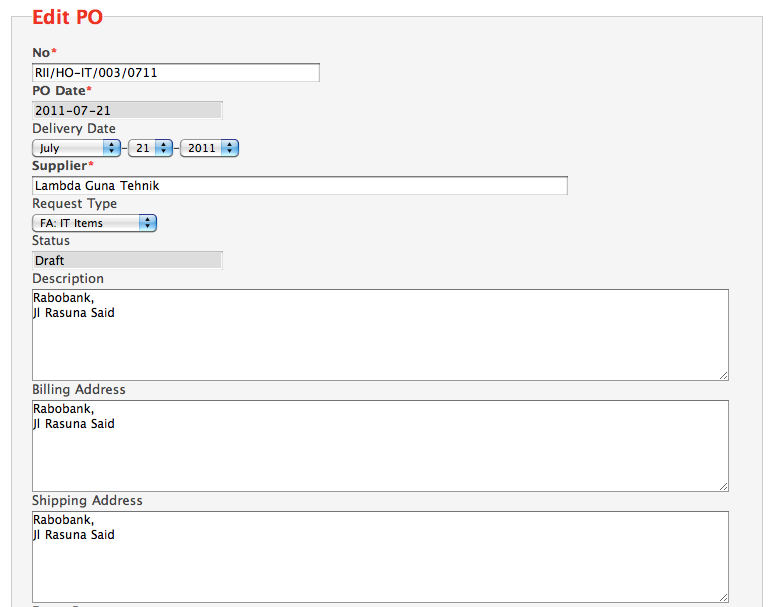 Edit PO
No*
RII/HO-IT/003/0711
PO Date*
2011-07-21
Delivery Date
July - 21 - 2011
Supplier*
Lambda Guna Tehnik
Request Type
FA: IT Items
Status
Draft
Description
Rabobank,
Jl Rasuna Said
Billing Address
Rabobank,
Jl Rasuna Said
Shipping Address
Rabobank,
Jl Rasuna Said